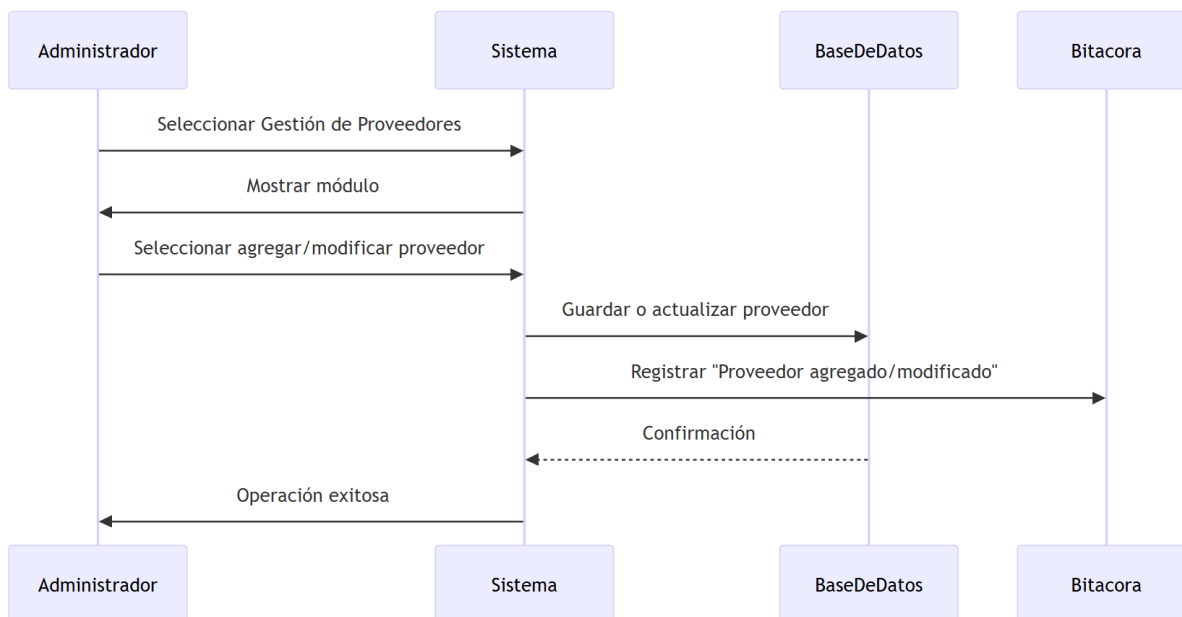 Administrador
Sistema
BaseDeDatos
Bitacora
Seleccionar Gestión de Proveedores
Mostrar módulo
Seleccionar agregar/modificar proveedor
Guardar o actualizar proveedor
Registrar "Proveedor agregado/modificado"
Confirmación
Operación exitosa
Administrador
Sistema
BaseDeDatos
Bitacora